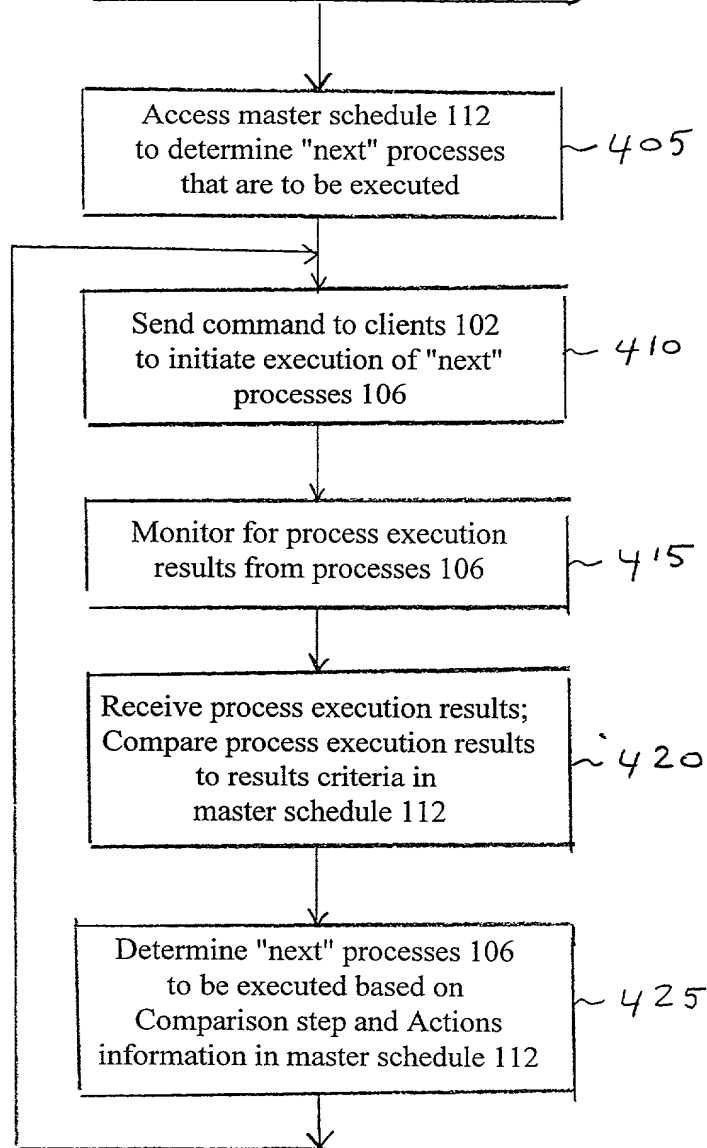 Access master schedule 112
to determine "next" processes
that are to be executed
405
Send command to clients 102
to initiate execution of "next"
processes 106
410
Monitor for process execution
results from processes 106
415
Receive process execution results;
Compare process execution results
to results criteria in
master schedule 112
420
Determine "next" processes 106
to be executed based on
Comparison step and Actions
information in master schedule 112
425